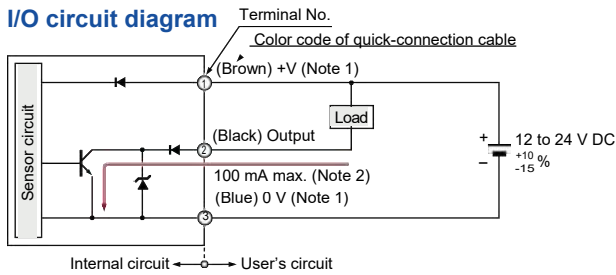 I/O circuit diagram
Terminal No.
Color code of quick-connection cable
1
(Brown) +V (Note 1)
Load
Sensor circuit
2
(Black) Output
+
12 to 24 V DC
–
+10
-15 %
100 mA max. (Note 2)
(Blue) 0 V (Note 1)
3
Internal circuit
User's circuit